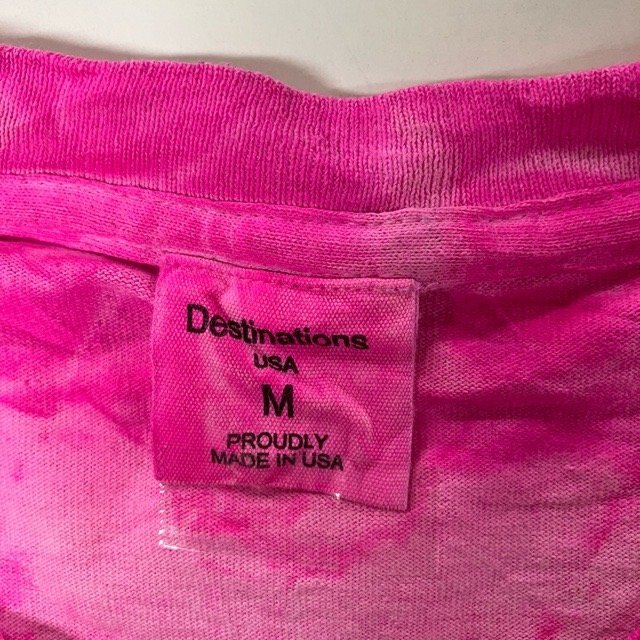 Destinations
USA
M
PROUDLY
MADE IN USA